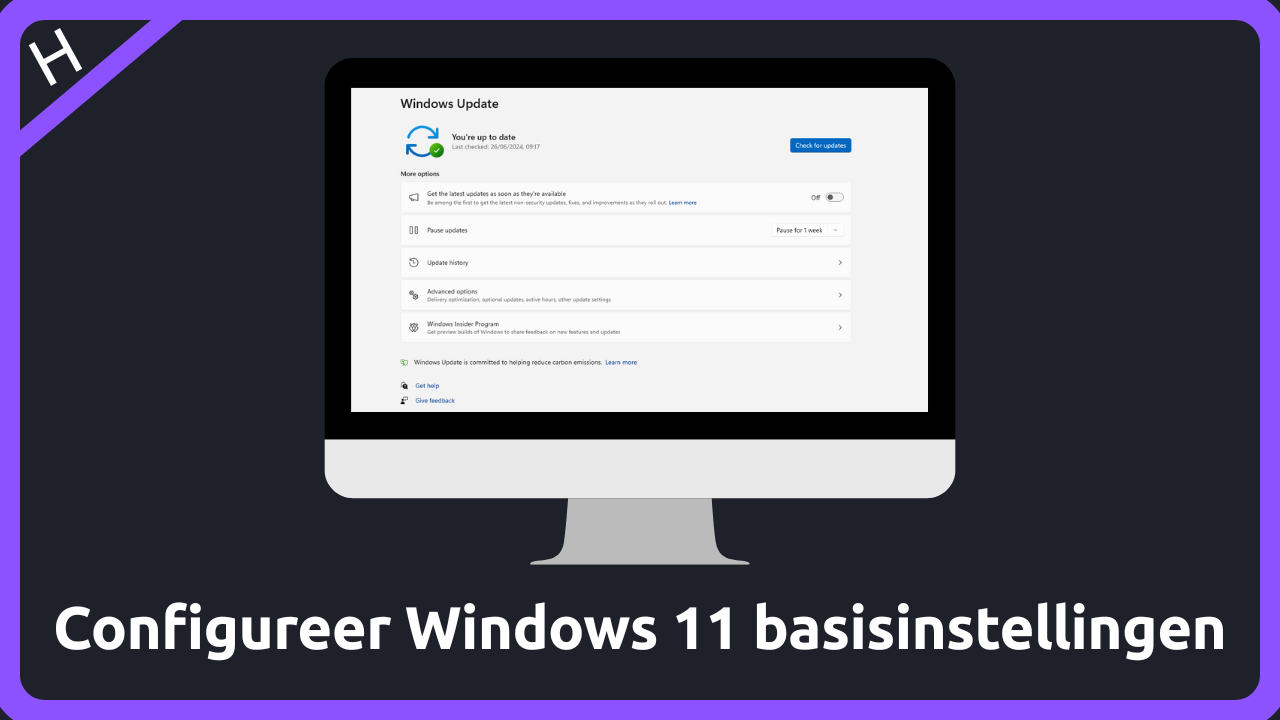 H
Windows Update
You're up to date
Last checked: 26/06/2024, 09:17
Check for updates
More options
Get the latest updates as soon as they're available
Be among the first to get the latest non-security updates, fixes, and improvements as they roll out. Learn more
Off
Pause updates
Pause for 1 week
Update history
Advanced options
Delivery optimization, optional updates, active hours, other update settings
Windows Insider Program
Get preview builds of Windows to share feedback on new features and updates
Windows Update is committed to helping reduce carbon emissions. Learn more
Get help
Give feedback
Configureer Windows 11 basisinstellingen